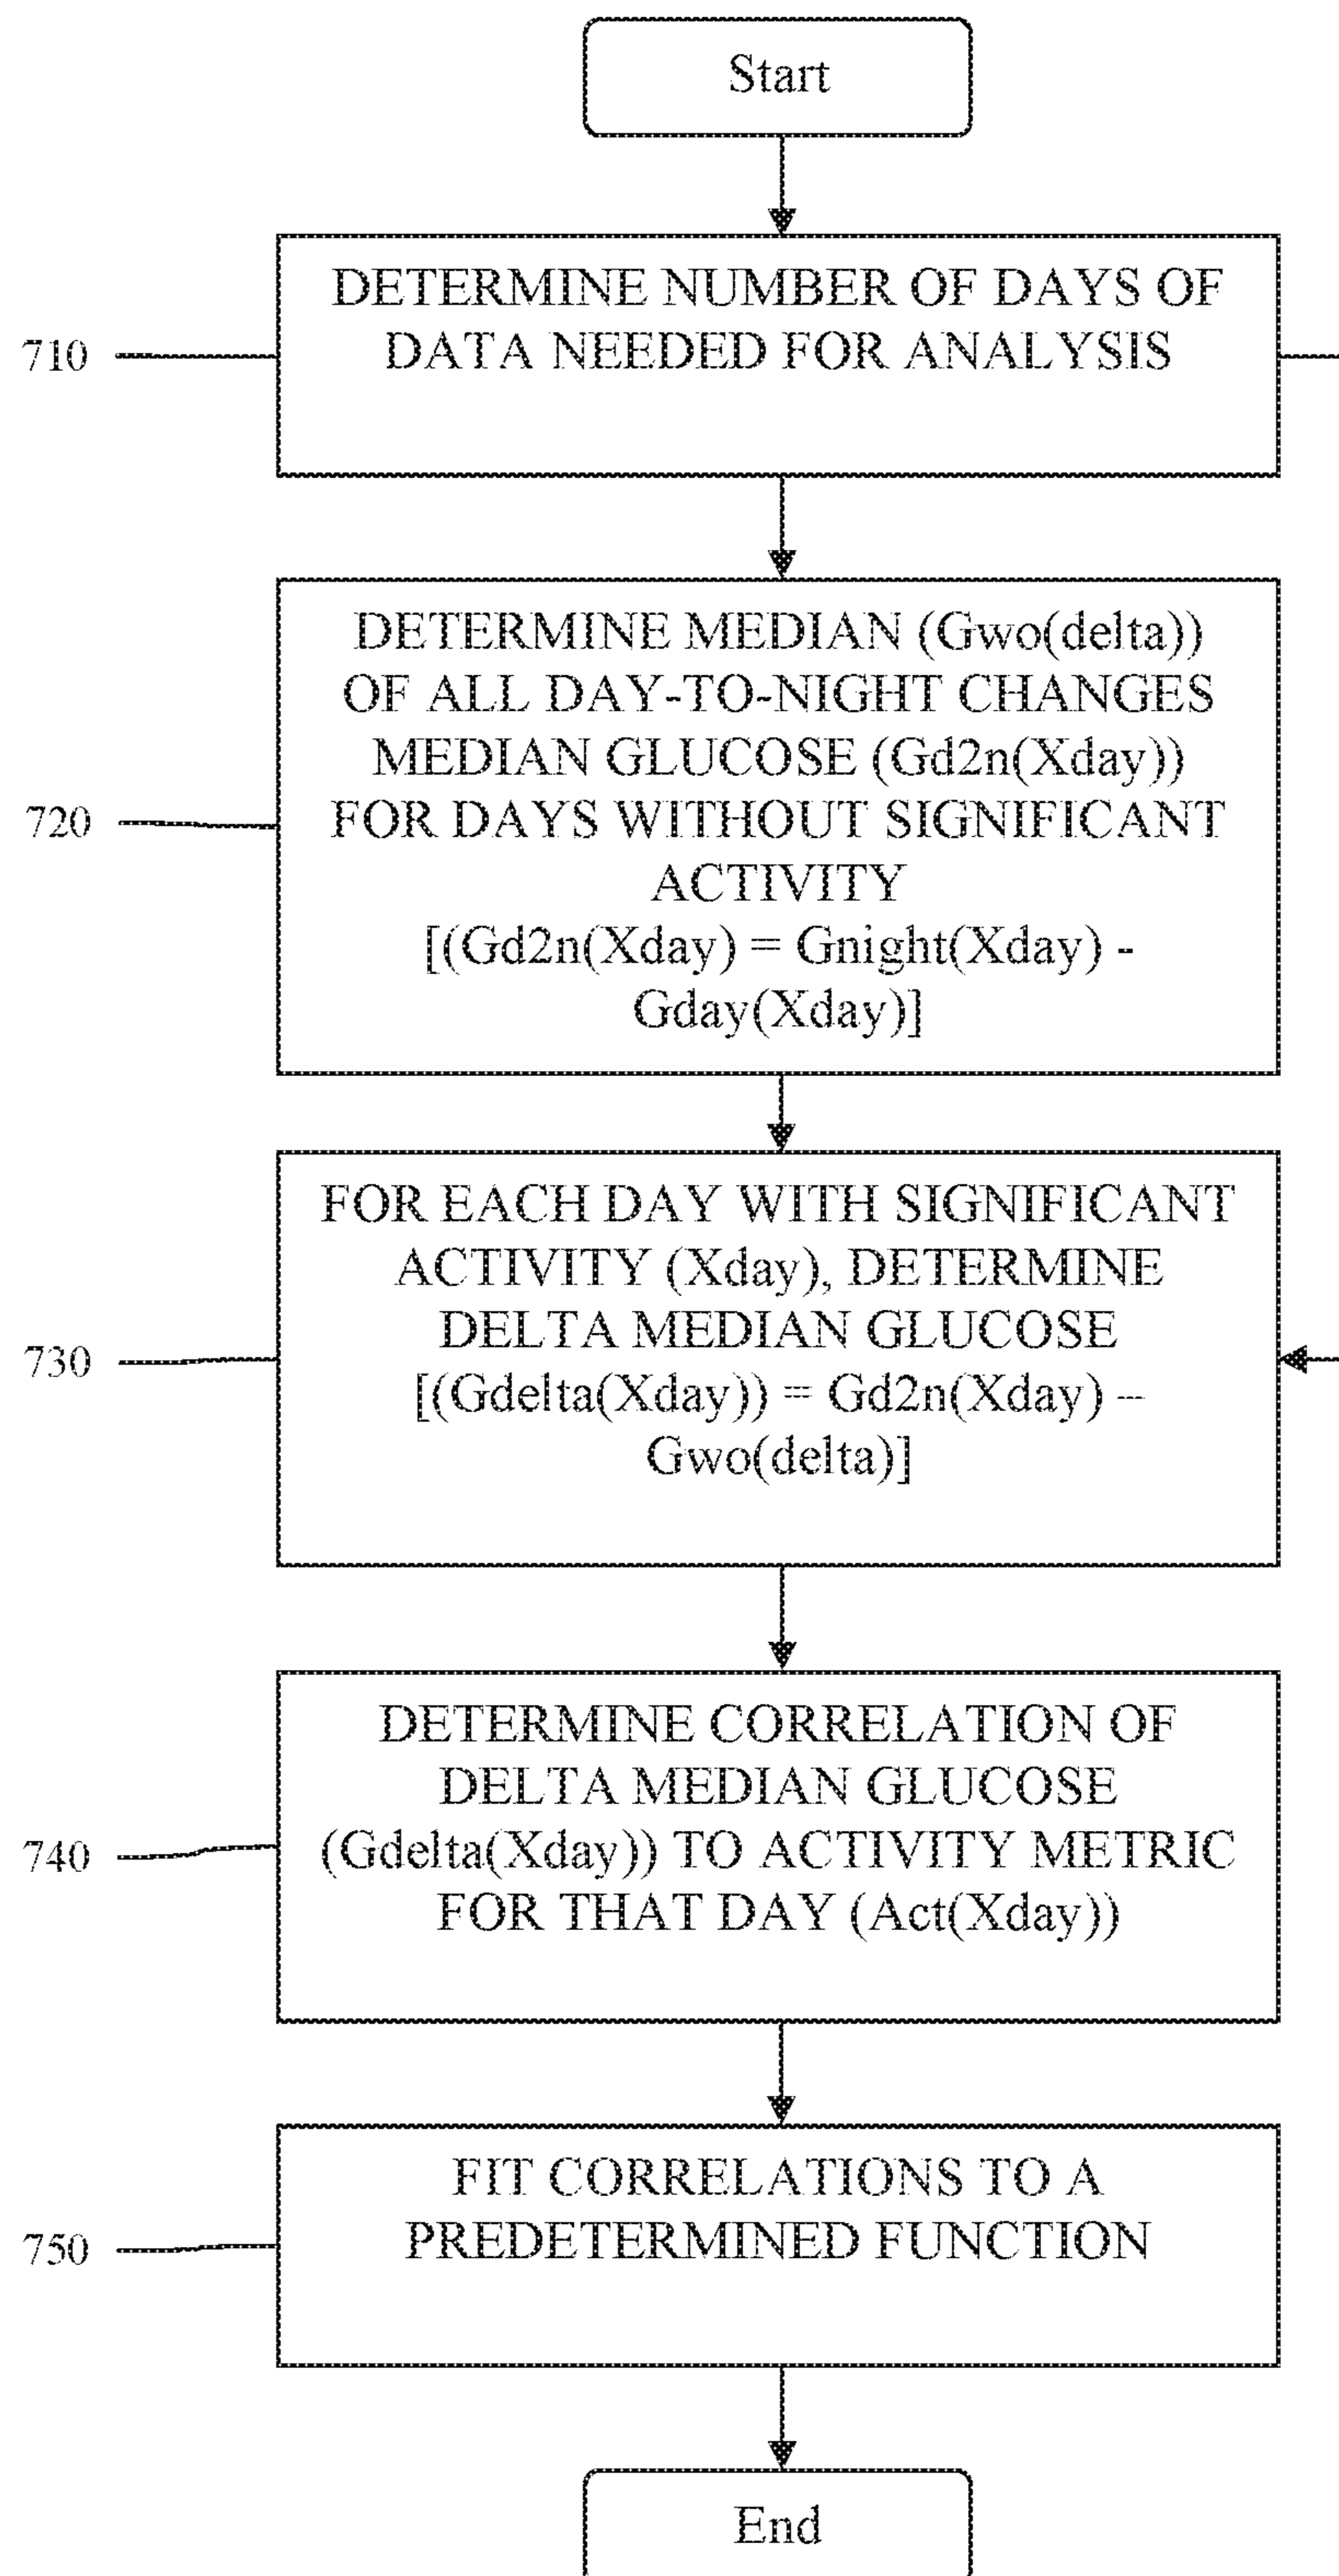 Start
710
DETERMINE NUMBER OF DAYS OF
DATA NEEDED FOR ANALYSIS
720
DETERMINE MEDIAN (Gwo(delta))
OF ALL DAY-TO-NIGHT CHANGES
MEDIAN GLUCOSE (Gd2n(Xday))
FOR DAYS WITHOUT SIGNIFICANT
ACTIVITY
[(Gd2n(Xday) = Gnight(Xday) -
Gday(Xday)]
730
FOR EACH DAY WITH SIGNIFICANT
ACTIVITY (Xday), DETERMINE
DELTA MEDIAN GLUCOSE
[(Gdelta(Xday)) = Gd2n(Xday) –
Gwo(delta)]
740
DETERMINE CORRELATION OF
DELTA MEDIAN GLUCOSE
(Gdelta(Xday)) TO ACTIVITY METRIC
FOR THAT DAY (Act(Xday))
750
FIT CORRELATIONS TO A
PREDETERMINED FUNCTION
End